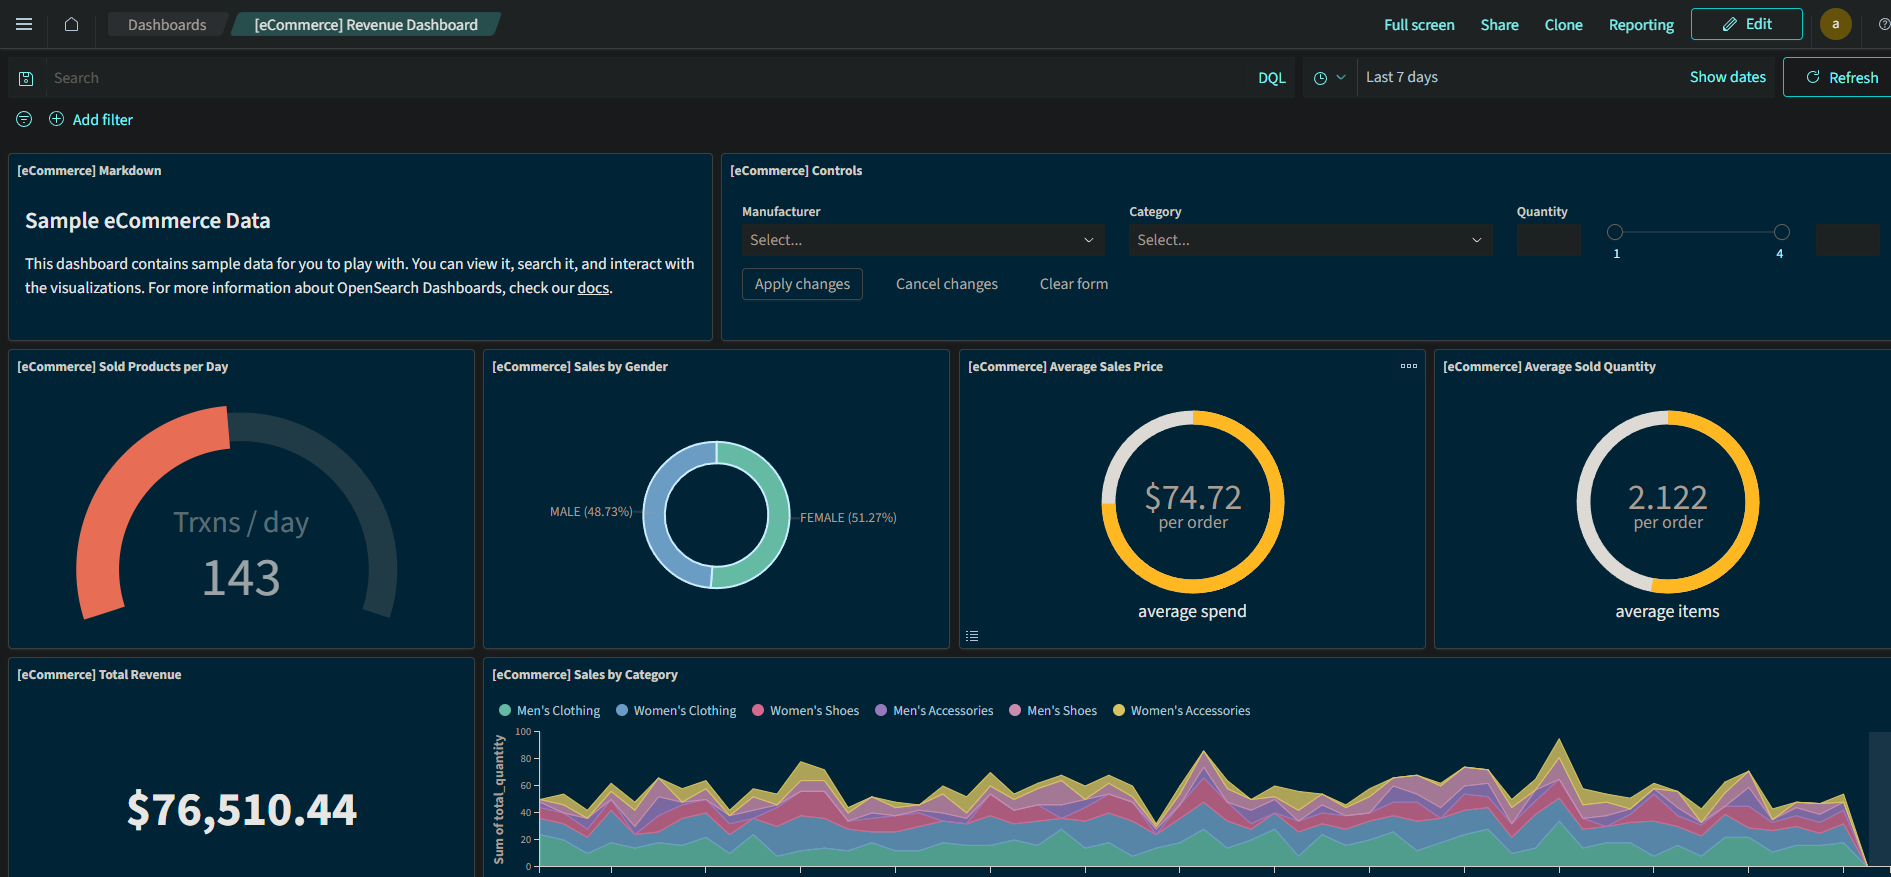 Dashboards
[eCommerce] Revenue Dashboard
Full screen
Share
Clone
Reporting
Edit
a
Search
DQL
Last 7 days
Show dates
Refresh
Add filter
[eCommerce] Markdown
Sample eCommerce Data
This dashboard contains sample data for you to play with. You can view it, search it, and interact with
the visualizations. For more information about OpenSearch Dashboards, check our docs.
[eCommerce] Controls
Manufacturer
Select...
Category
Select...
Quantity
1
4
Apply changes
Cancel changes
Clear form
[eCommerce] Sold Products per Day
Trxns / day
143
[eCommerce] Sales by Gender
MALE (48.73%)
FEMALE (51.27%)
[eCommerce] Average Sales Price
$74.72
per order
average spend
[eCommerce] Average Sold Quantity
2.122
per order
average items
[eCommerce] Total Revenue
$76,510.44
[eCommerce] Sales by Category
Men's Clothing
Women's Clothing
Women's Shoes
Men's Accessories
Men's Shoes
Women's Accessories
Sum of total_quantity
100
80
60
40
20
0